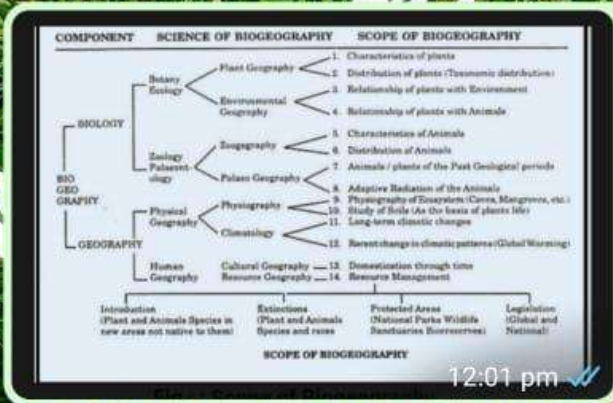 COMPONENT SCIENCE OF BIOGEOGRAPHY SCOPE OF BIOGEOGRAPHY
BIO
GEO
GRAPHY
BIOLOGY
GEOGRAPHY
Botany
Ecology
Zoology
Palaeont-
ology
Physical
Geography
Human
Geography
Plant Geography
Environmental
Geography
Zoogography
Palaeo Geography
Physiography
Climatology
Cultural Geography
Resource Geography
1. Characteristics of plants
2. Distribution of plants (Taxonomic distribution)
3. Relationship of plants with Environment
4. Relationship of plants with Animals
5. Characteristics of Animals
6. Distribution of Animals
7. Animals / plants of the Past Geological periods
8. Adaptive Radiation of the Animals
9. Physiography of Ecosystem (Caves, Mangroves, etc.)
10. Study of Soils (As the basis of plants life)
11. Long-term climatic changes
12. Recent change in climatic patterns (Global Warming)
13. Domestication through time
14. Resource Management
Introduction
(Plant and Animals Species in
new areas not native to them)
Extinctions
(Plant and Animals
Species and races
Protected Areas
(National Parks Wildlife
Sanctuaries Bioreserves)
Legislation
(Global and
National)
SCOPE OF BIOGEOGRAPHY
12:01 pm